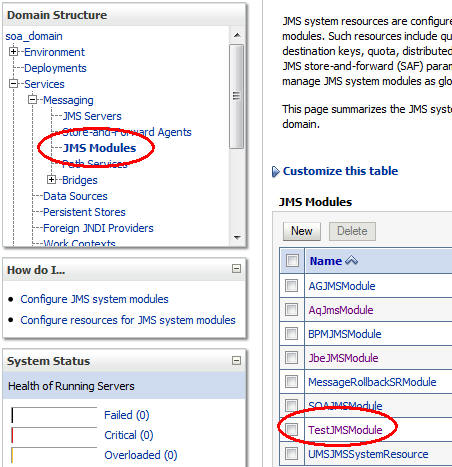 Domain Structure
soa_domain
Environment
Deployments
Services
Messaging
JMS Servers
Store-and-Forward Agents
JMS Modules
Path Services
Bridges
Data Sources
Persistent Stores
Foreign JNDI Providers
Work Contexts
How do I...
Configure JMS system modules
Configure resources for JMS system modules
System Status
Health of Running Servers
Failed (0)
Critical (0)
Overloaded (0)
JMS system resources are configure
modules. Such resources include qu
destination keys, quota, distributed
JMS store-and-forward (SAF) param
manage JMS system modules as glo
This page summarizes the JMS syste
domain.
Customize this table
JMS Modules
New Delete
Name
AGJMSModule
AqJmsModule
BPMJMSModule
JbeJMSModule
MessageRollbackSRModule
SOAJMSModule
TestJMSModule
UMSJMSSystemResource